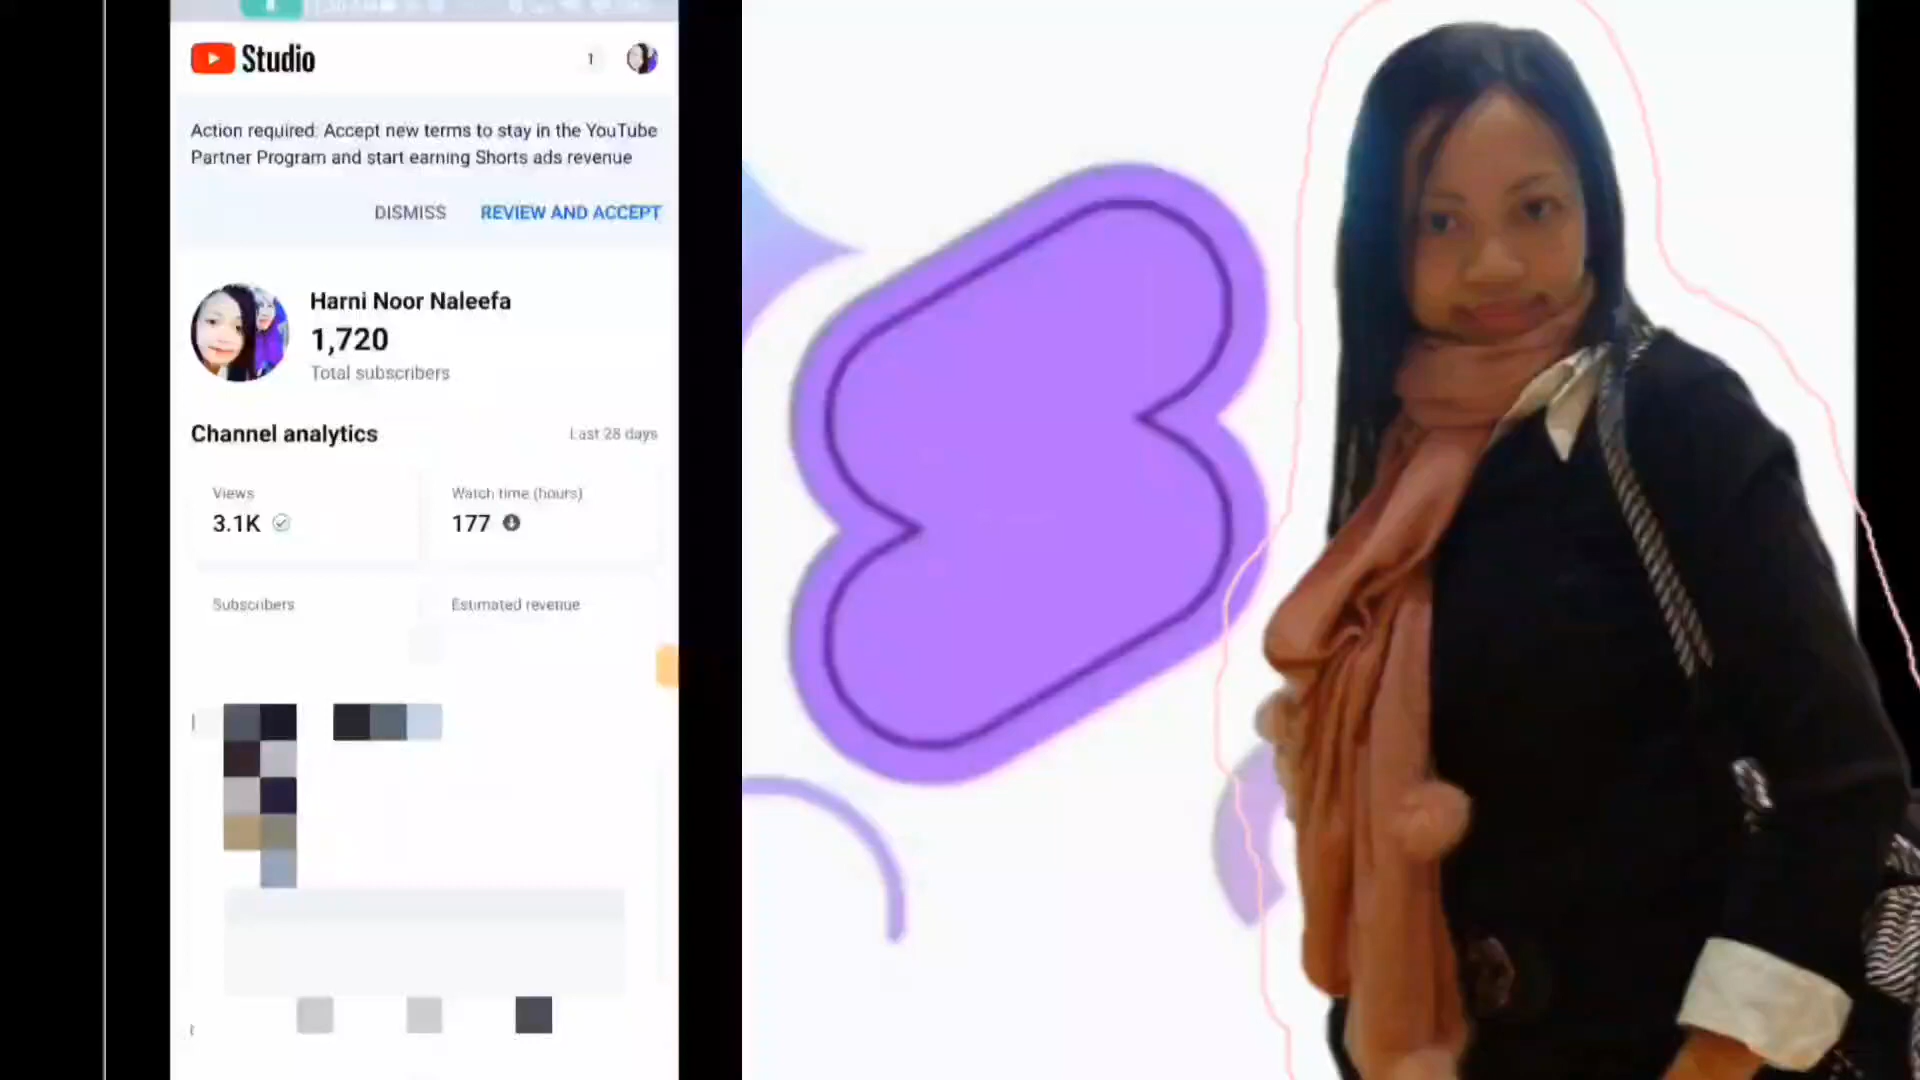 Studio
1
Action required: Accept new terms to stay in the YouTube
Partner Program and start earning Shorts ads revenue
DISMISS
REVIEW AND ACCEPT
Harni Noor Naleefa
1,720
Total subscribers
Channel analytics
Last 28 days
Views
Watch time (hours)
3.1K
177
Subscribers
Estimated revenue